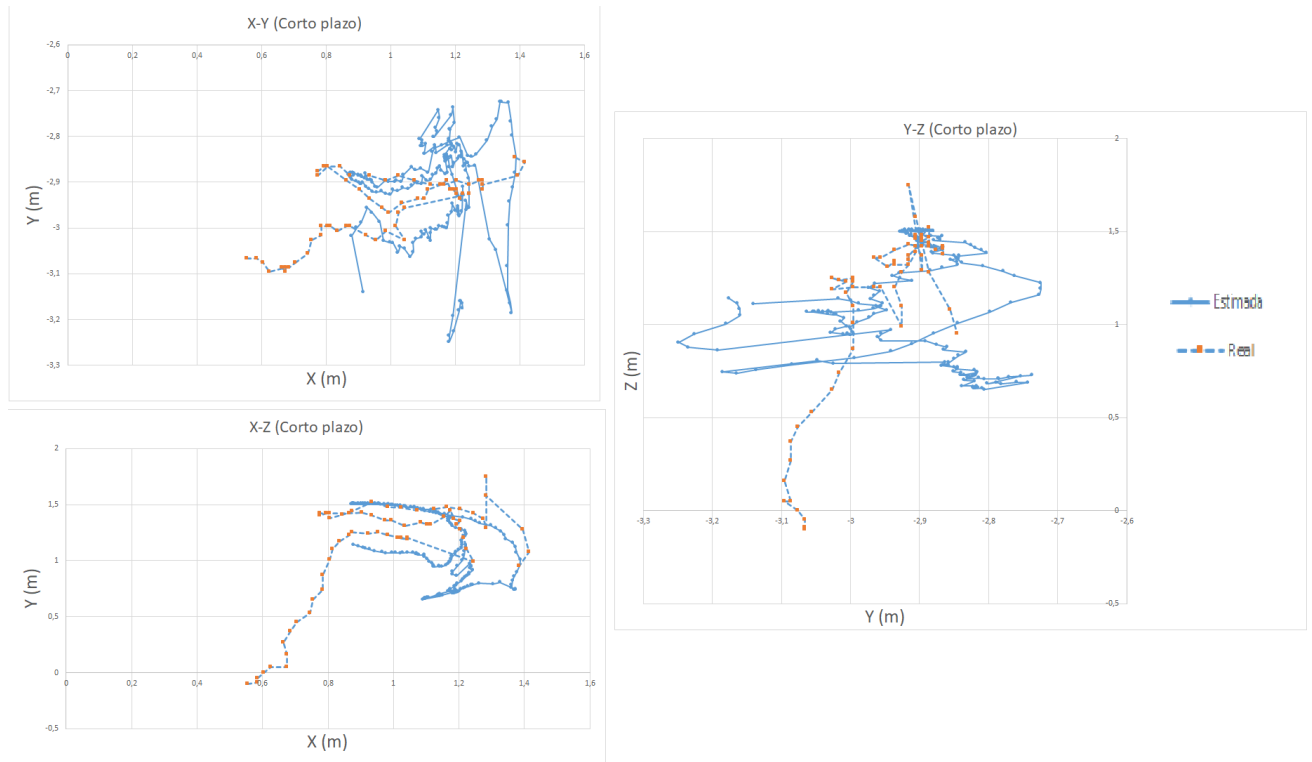 X-Y (Corto plazo)
-2,6
0 0,2 0,4 0,6 0,8 1 1,2 1,4 1,6
-2,7
-2,8
-2,9
-3
-3,1
-3,2
-3,3
Y (m)
X (m)
X-Z (Corto plazo)
2
1,5
1
0,5
0
0 0,2 0,4 0,6 0,8 1 1,2 1,4 1,6
-0,5
Y (m)
X (m)
Y-Z (Corto plazo)
2
1,5
1
0,5
0
-3,3 -3,2 -3,1 -3 -2,9 -2,8 -2,7 -2,6
-0,5
Z (m)
Y (m)
Estimada
Real